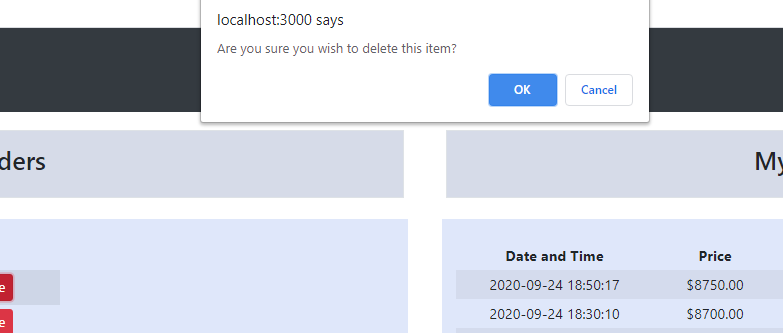 localhost:3000 says
Are you sure you wish to delete this item?
OK
Cancel
ders
My
Date and Time Price
e
2020-09-24 18:50:17 $8750.00
e
2020-09-24 18:30:10 $8700.00